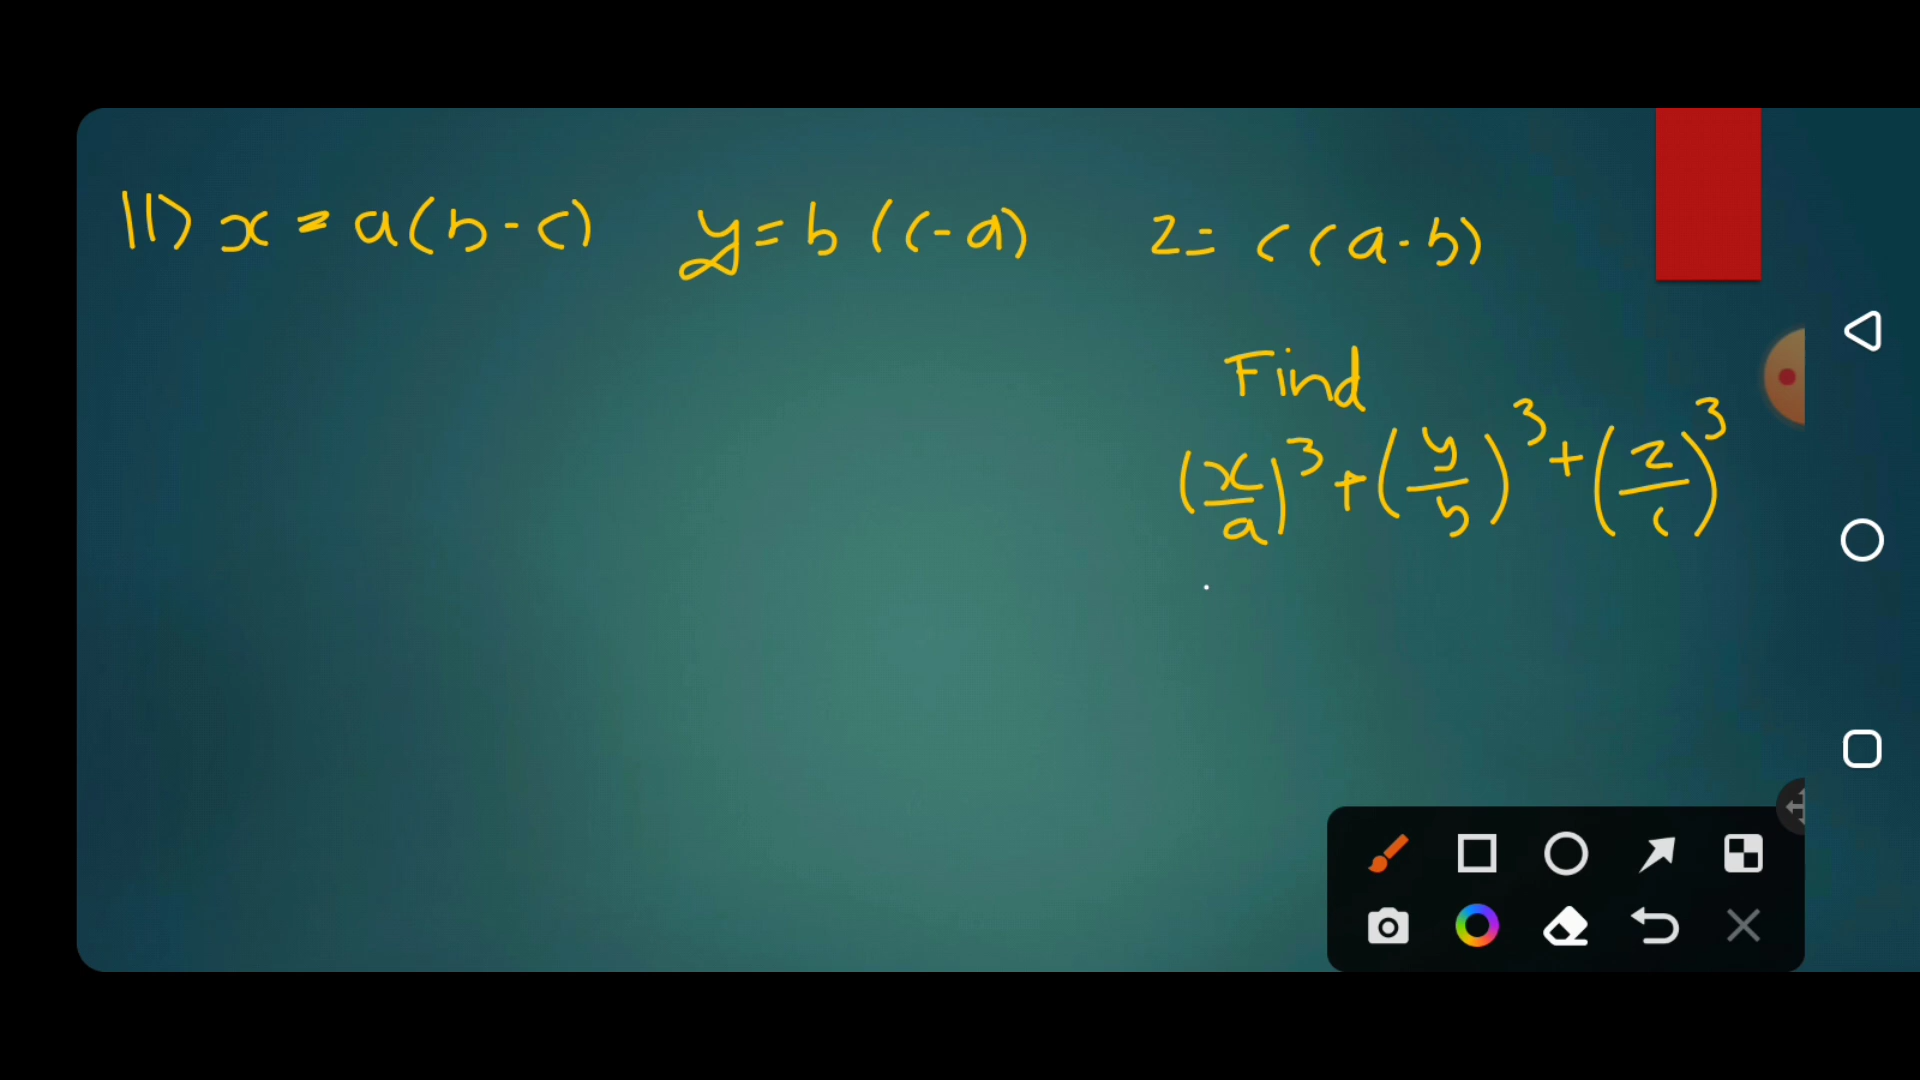 11) x = a(b-c) y = b(c-a) z = c(a-b)
Find
(x/a)³ + (y/b)³ + (z/c)³